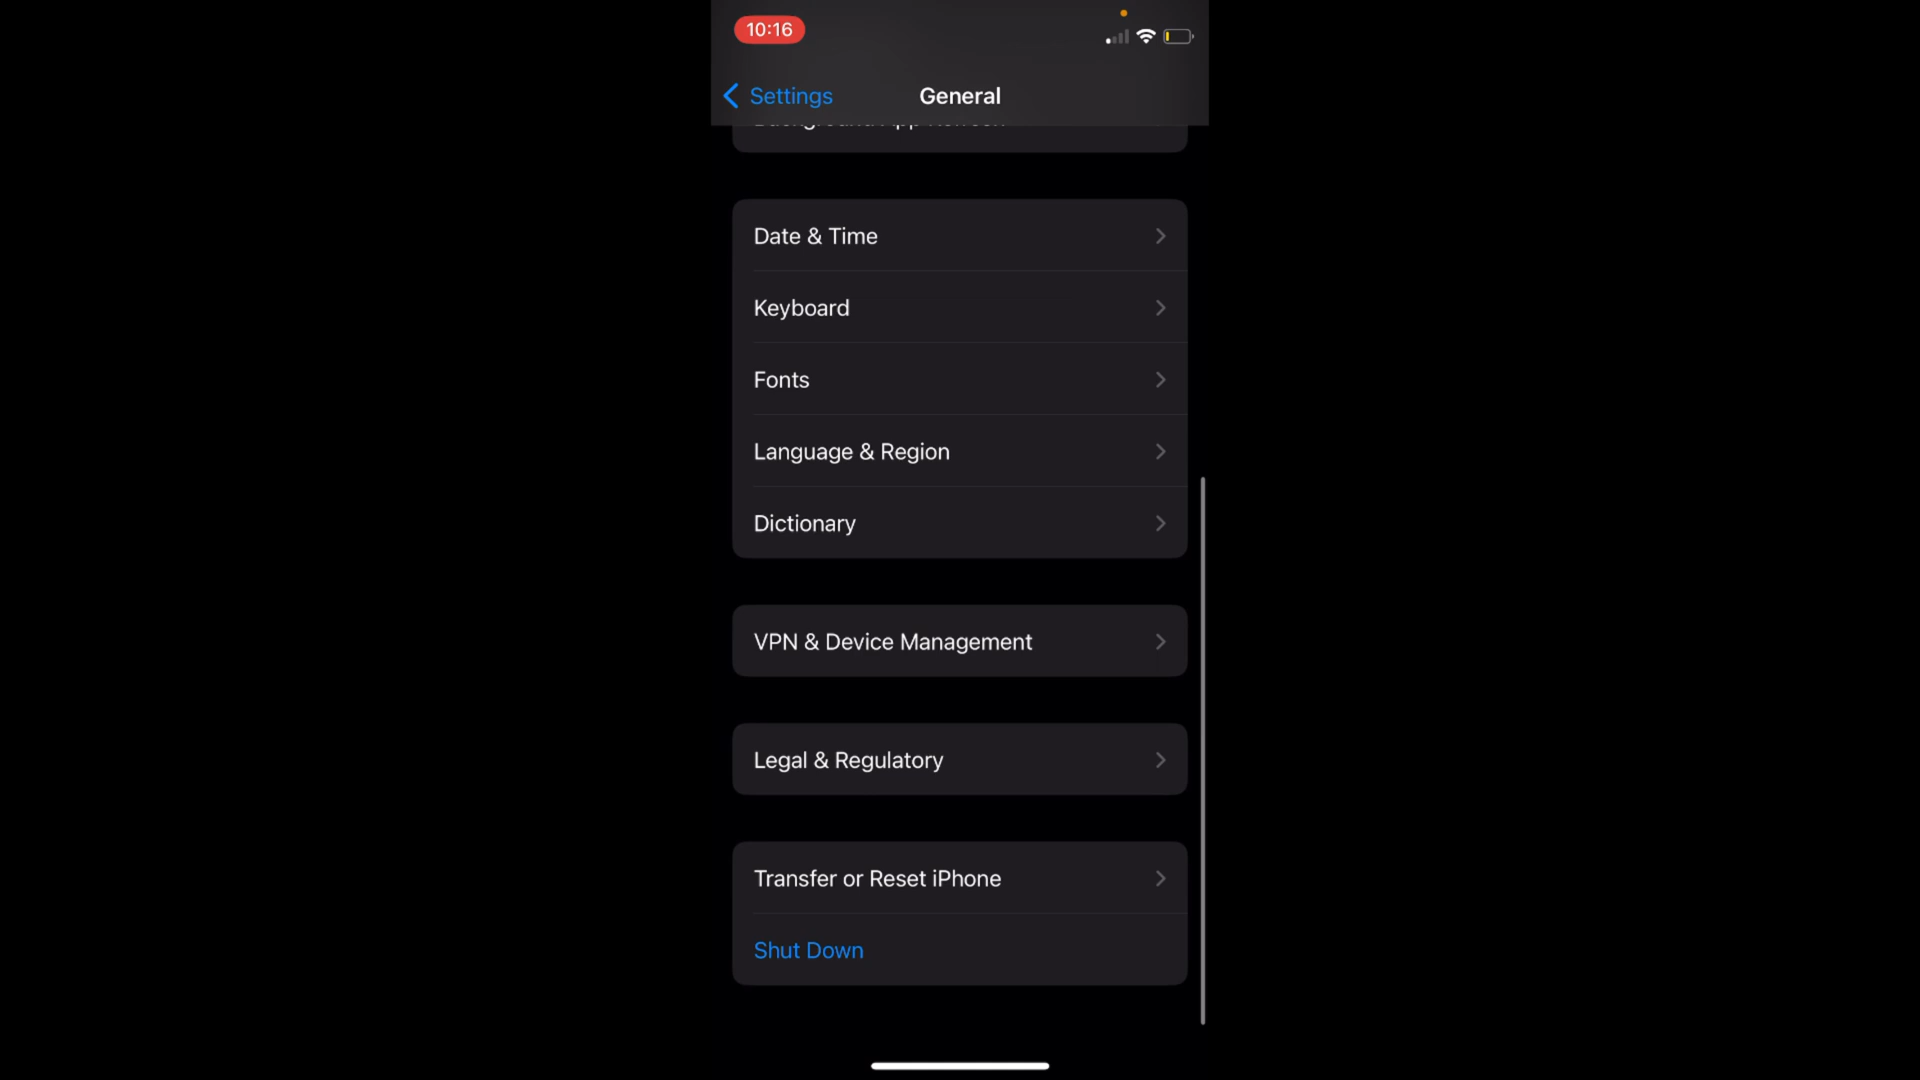 10:16
Settings
General
Date & Time
Keyboard
Fonts
Language & Region
Dictionary
VPN & Device Management
Legal & Regulatory
Transfer or Reset iPhone
Shut Down